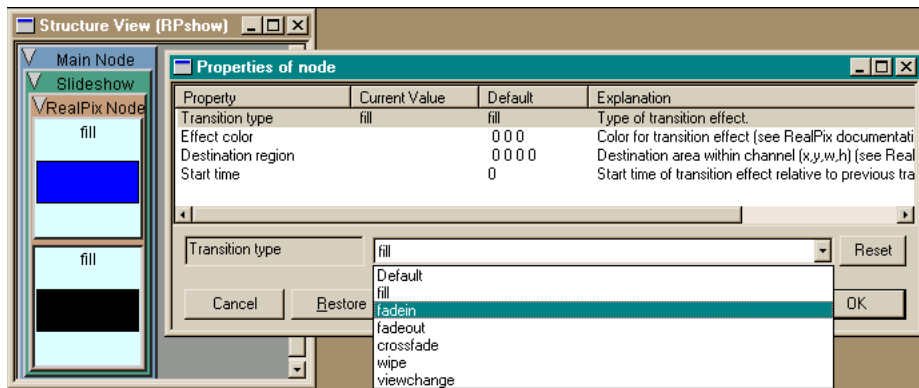 Structure View (RPshow)
Main Node
Slideshow
RealPix Node
fill
fill
Properties of node
Property Current Value Default Explanation
Transition type fill fill Type of transition effect.
Effect color 0 0 0 Color for transition effect (see RealPix documentati
Destination region 0 0 0 0 Destination area within channel (x,y,w,h) (see Real
Start time 0 Start time of transition effect relative to previous tra
Transition type fill Reset
Cancel Restore OK
Default
fill
fadein
fadeout
crossfade
wipe
viewchange